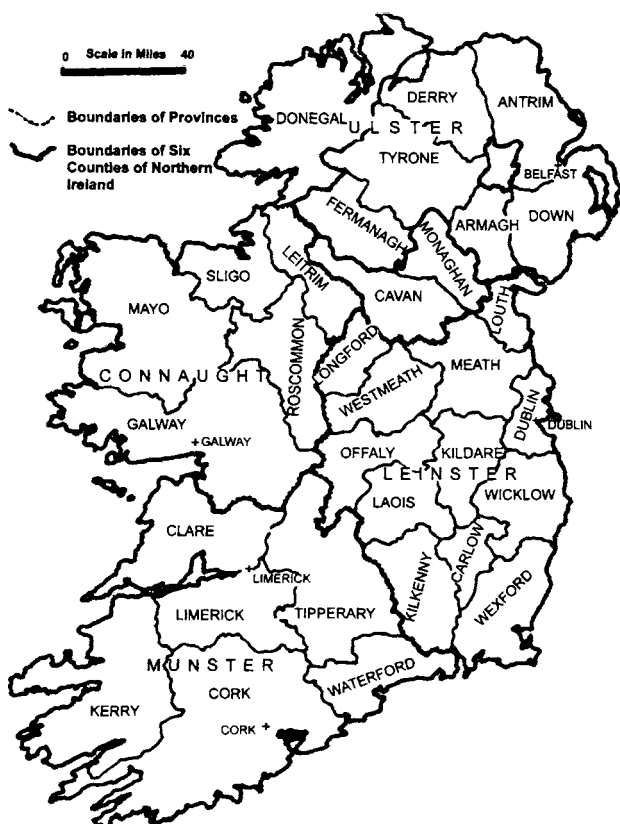 0 Scale in Miles 40
Boundaries of Provinces
Boundaries of Six
Counties of Northern
Ireland
DERRY
ANTRIM
DONEGAL
ULSTER
TYRONE
BELFAST
FERMANAGH
MONAGHAN
ARMAGH
DOWN
SLIGO
LEITRIM
CAVAN
LOUTH
MAYO
ROSCOMMON
LONGFORD
MEATH
CONNAUGHT
WESTMEATH
DUBLIN
GALWAY
DUBLIN
GALWAY
OFFALY
KILDARE
LEINSTER
LAOIS
WICKLOW
CLARE
CARLOW
LIMERICK
KILKENNY
WEXFORD
LIMERICK
TIPPERARY
MUNSTER
WATERFORD
CORK
KERRY
CORK